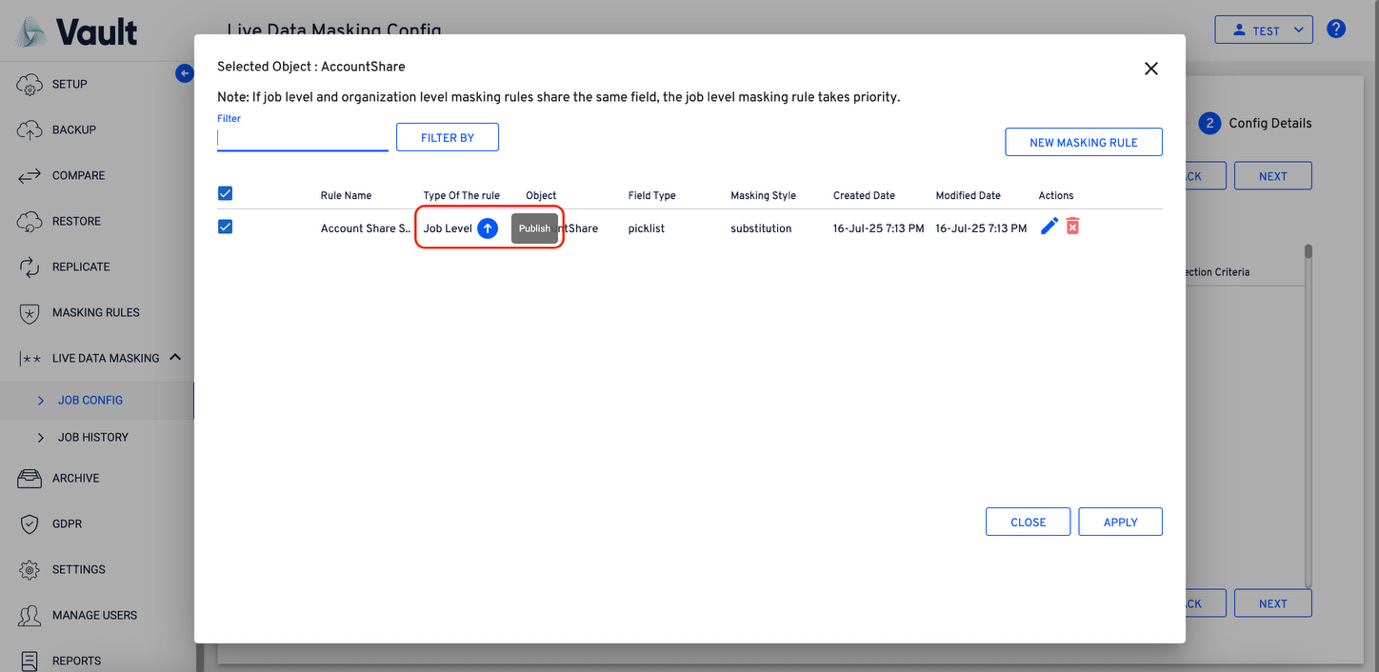 Vault
Live Data Masking Config
TEST
?
SETUP
BACKUP
COMPARE
RESTORE
REPLICATE
MASKING RULES
LIVE DATA MASKING
JOB CONFIG
JOB HISTORY
ARCHIVE
GDPR
SETTINGS
MANAGE USERS
REPORTS
Selected Object : AccountShare
Note: If job level and organization level masking rules share the same field, the job level masking rule takes priority.
Filter
FILTER BY
NEW MASKING RULE
Rule Name Type Of The rule Object Field Type Masking Style Created Date Modified Date Actions
Account Share S.. Job Level Publish ntShare picklist substitution 16-Jul-25 7:13 PM 16-Jul-25 7:13 PM
CLOSE APPLY
2 Config Details
CK NEXT
ection Criteria
CK NEXT